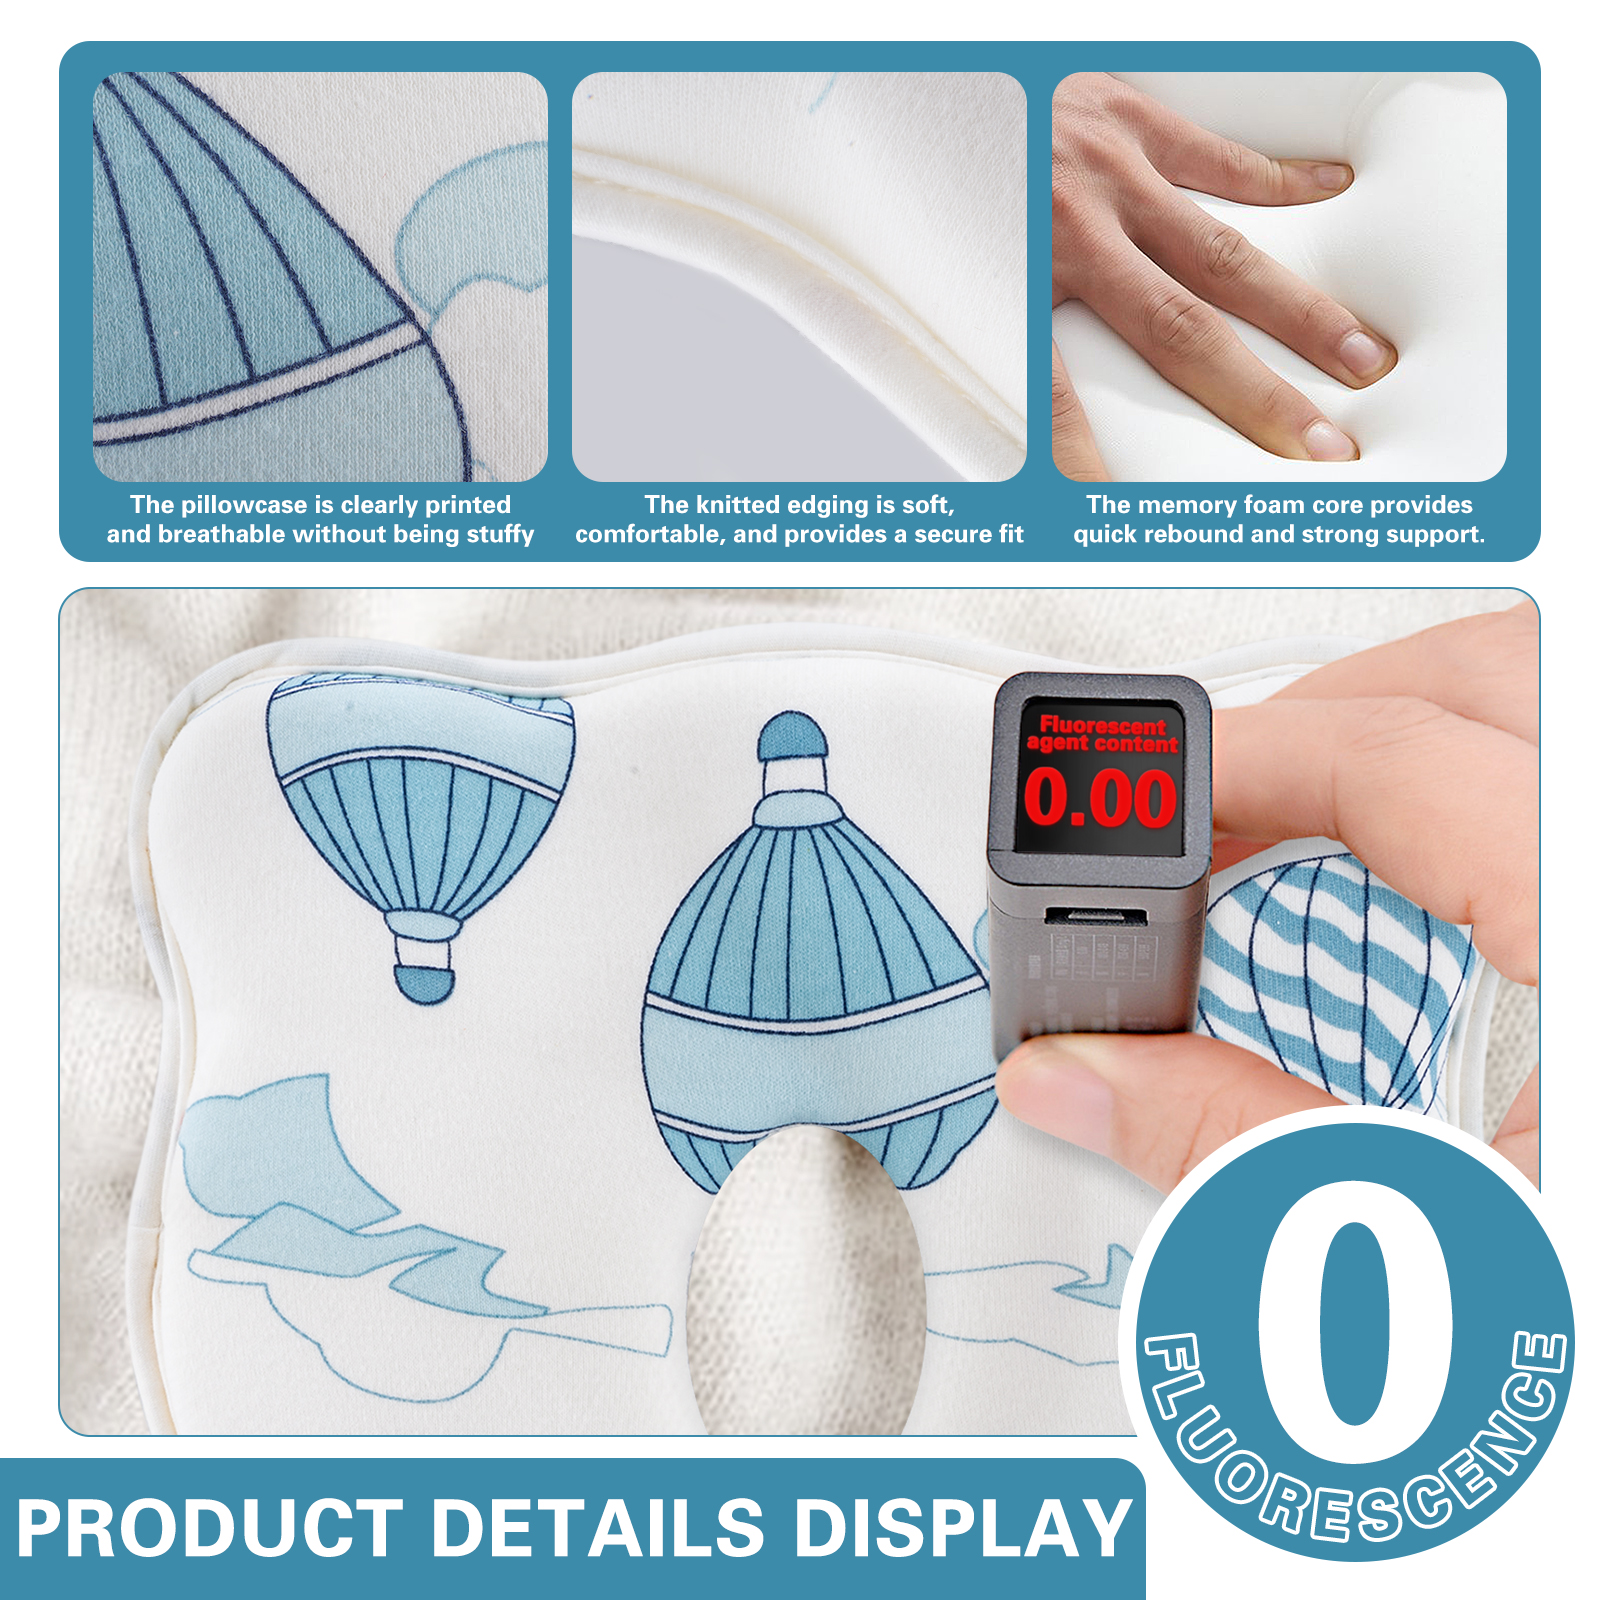 The pillowcase is clearly printed
and breathable without being stuffy
The knitted edging is soft,
comfortable, and provides a secure fit
The memory foam core provides
quick rebound and strong support.
Fluorescent
agent content
0.00
0
FLUORESCENCE
PRODUCT DETAILS DISPLAY